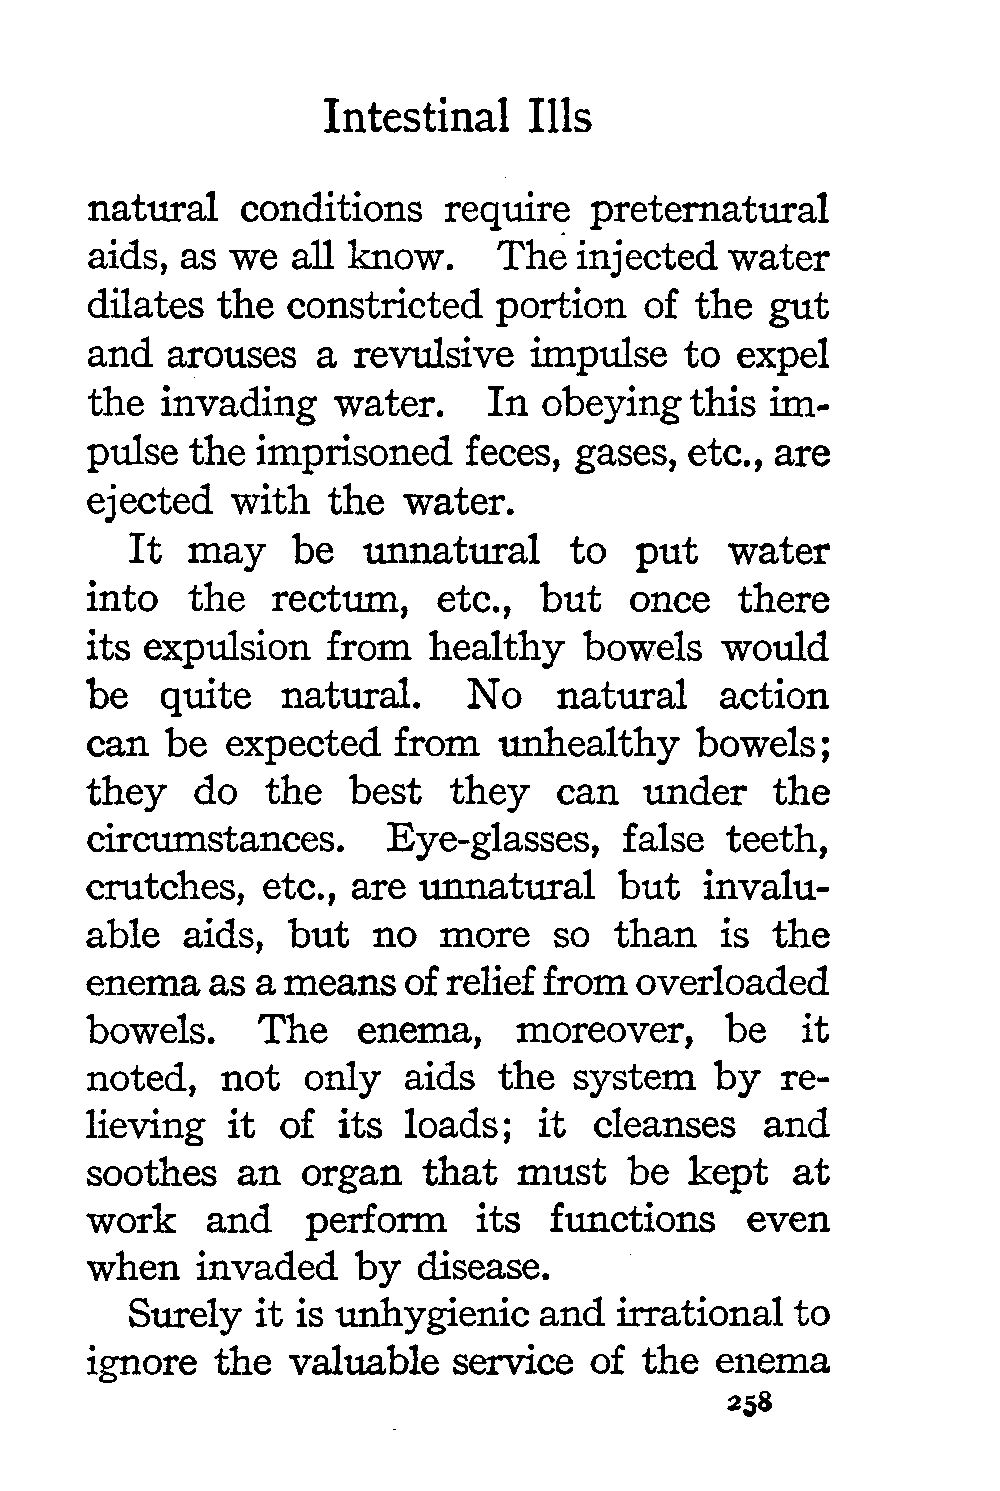 Intestinal Ills
natural conditions require preternatural
aids, as we all know. The injected water
dilates the constricted portion of the gut
and arouses a revulsive impulse to expel
the invading water. In obeying this im-
pulse the imprisoned feces, gases, etc., are
ejected with the water.
It may be unnatural to put water
into the rectum, etc., but once there
its expulsion from healthy bowels would
be quite natural. No natural action
can be expected from unhealthy bowels;
they do the best they can under the
circumstances. Eye-glasses, false teeth,
crutches, etc., are unnatural but invalu-
able aids, but no more so than is the
enema as a means of relief from overloaded
bowels. The enema, moreover, be it
noted, not only aids the system by re-
lieving it of its loads; it cleanses and
soothes an organ that must be kept at
work and perform its functions even
when invaded by disease.
Surely it is unhygienic and irrational to
ignore the valuable service of the enema
258